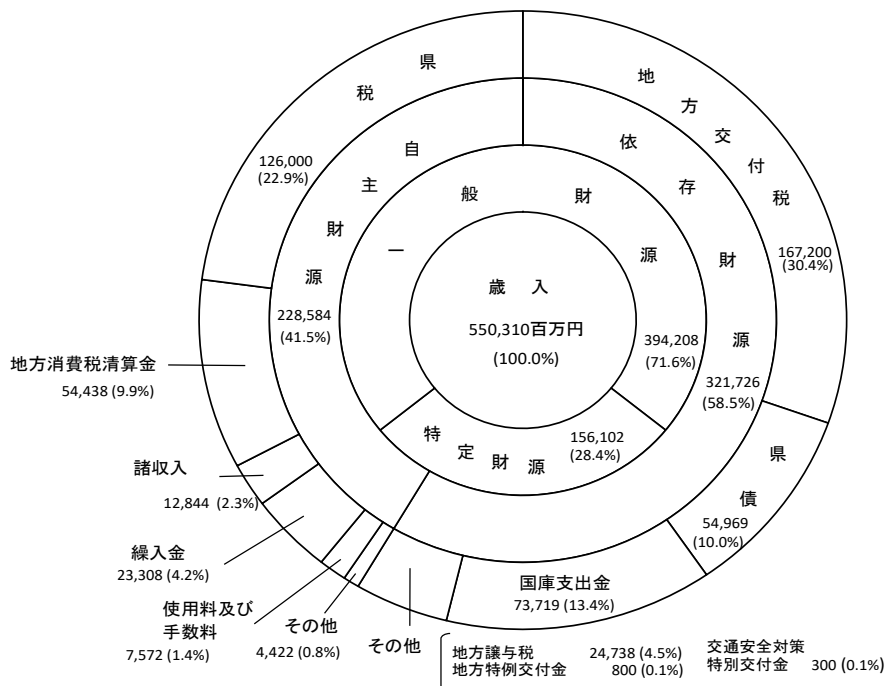 県税
126,000
(22.9%)
地方交付税
167,200
(30.4%)
自主財源
228,584
(41.5%)
依存財源
321,726
(58.5%)
一般財源
394,208
(71.6%)
歳 入
550,310百万円
(100.0%)
特定財源
156,102
(28.4%)
地方消費税清算金
54,438 (9.9%)
諸収入
12,844 (2.3%)
繰入金
23,308 (4.2%)
使用料及び
手数料
7,572 (1.4%)
その他
4,422 (0.8%)
県債
54,969
(10.0%)
国庫支出金
73,719 (13.4%)
その他
地方譲与税 24,738 (4.5%)
地方特例交付金 800 (0.1%)
交通安全対策
特別交付金 300 (0.1%)